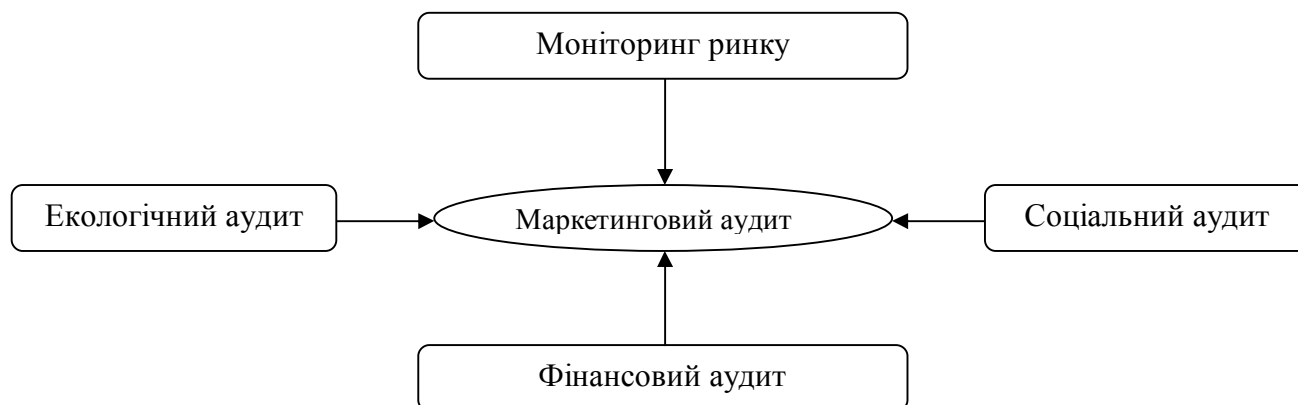 Моніторинг ринку
Екологічний аудит
Маркетинговий аудит
Соціальний аудит
Фінансовий аудит